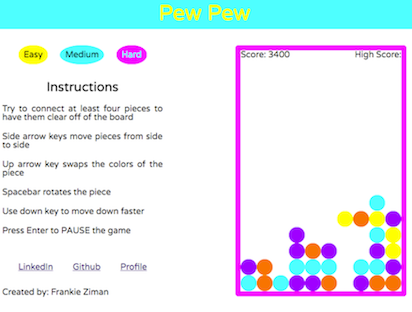 Pew Pew
Easy Medium Hard
Instructions
Try to connect at least four pieces to
have them clear off of the board
Side arrow keys move pieces from side
to side
Up arrow key swaps the colors of the
piece
Spacebar rotates the piece
Use down key to move down faster
Press Enter to PAUSE the game
LinkedIn Github Profile
Created by: Frankie Ziman
Score: 3400 High Score: